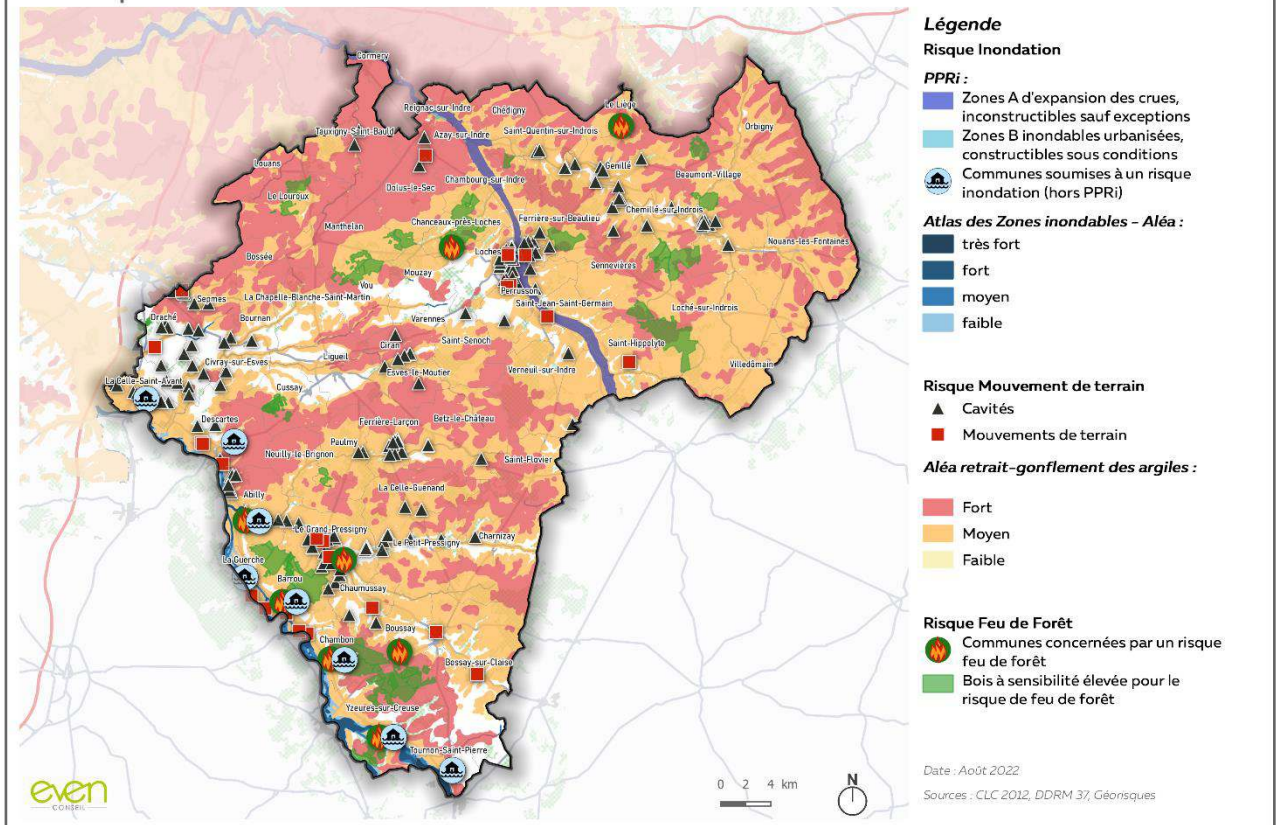 Légende
Risque Inondation
PPRi :
Zones A d'expansion des crues,
inconstructibles sauf exceptions
Zones B inondables urbanisées,
constructibles sous conditions
Communes soumises à un risque
inondation (hors PPRi)
Atlas des Zones inondables – Aléa :
très fort
fort
moyen
faible
Risque Mouvement de terrain
Cavités
Mouvements de terrain
Aléa retrait-gonflement des argiles :
Fort
Moyen
Faible
Risque Feu de Forêt
Communes concernées par un risque
feu de forêt
Bois à sensibilité élevée pour le
risque de feu de forêt
Date : Août 2022
Sources : CLC 2012, DDRM 37, Géorisques
Cormery
Reignac-sur-Indre
Chédigny
Le Liège
Tauxigny-Saint-Bauld
Azay-sur-Indre
Saint-Quentin-sur-Indrois
Orbigny
Louans
Dolus-le-Sec
Genillé
Beaumont-Village
Chambourg-sur-Indre
Le Louroux
Chanceaux-près-Loches
Ferrière-sur-Beaulieu
Chemillé-sur-Indrois
Manthelan
Nouans-les-Fontaines
Bossée
Loches
Mouzay
Sennevières
Vou
Perrusson
Sepmes
La Chapelle-Blanche-Saint-Martin
Saint-Jean-Saint-Germain
Loché-sur-Indrois
Draché
Bournan
Varennes
Ciran
Saint-Senoch
Saint-Hippolyte
Ligueil
Civray-sur-Esves
Verneuil-sur-Indre
Villedômain
Esves-le-Moutier
La Celle-Saint-Avant
Cussay
Descartes
Ferrière-Larçon
Betz-le-Château
Paulmy
Neuilly-le-Brignon
Saint-Flovier
La Celle-Guenand
Abilly
Le Grand-Pressigny
Charnizay
Le Petit-Pressigny
La Guerche
Barrou
Chaumussay
Boussay
Chambon
Bossay-sur-Claise
Yzeures-sur-Creuse
Tournon-Saint-Pierre
even
CONSEIL
0 2 4 km
N